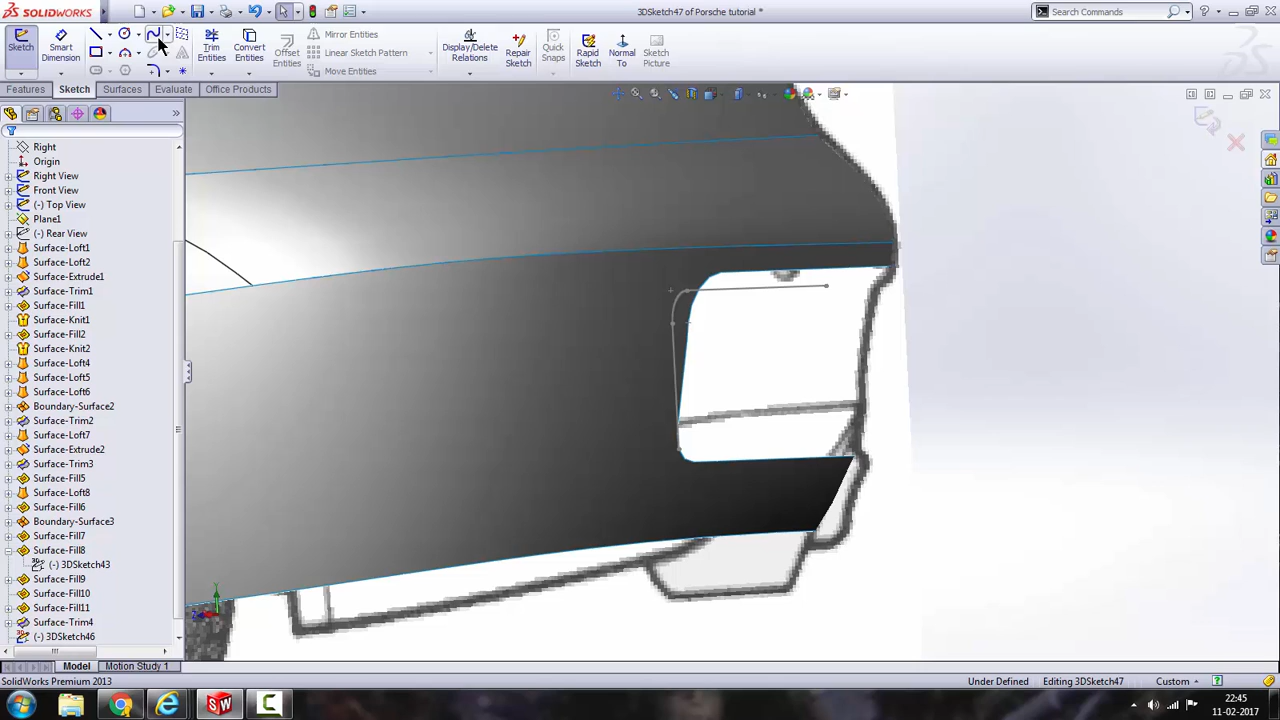 SOLIDWORKS
3DSketch47 of Porsche tutorial *
Search Commands
Sketch
Smart Dimension
Trim Entities
Convert Entities
Offset Entities
Mirror Entities
Linear Sketch Pattern
Move Entities
Display/Delete Relations
Repair Sketch
Quick Snaps
Rapid Sketch
Normal To
Sketch Picture
Features
Sketch
Surfaces
Evaluate
Office Products
Right
Origin
Right View
Front View
(-) Top View
Plane1
(-) Rear View
Surface-Loft1
Surface-Loft2
Surface-Extrude1
Surface-Trim1
Surface-Fill1
Surface-Knit1
Surface-Fill2
Surface-Knit2
Surface-Loft4
Surface-Loft5
Surface-Loft6
Boundary-Surface2
Surface-Trim2
Surface-Loft7
Surface-Extrude2
Surface-Trim3
Surface-Fill5
Surface-Loft8
Surface-Fill6
Boundary-Surface3
Surface-Fill7
Surface-Fill8
(-) 3DSketch43
Surface-Fill9
Surface-Fill10
Surface-Fill11
Surface-Trim4
(-) 3DSketch46
Y
Z
Model
Motion Study 1
SolidWorks Premium 2013
Under Defined
Editing 3DSketch47
Custom
22:45
11-02-2017